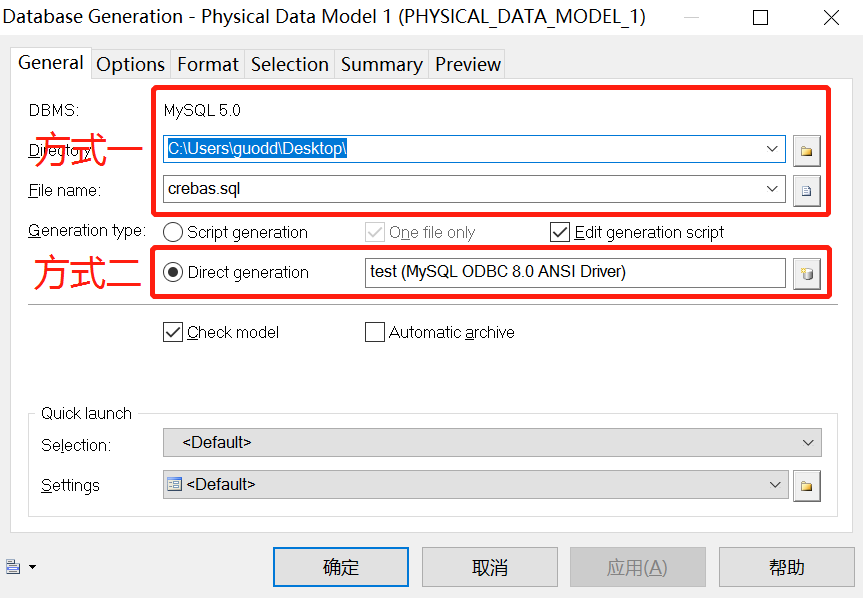 Database Generation - Physical Data Model 1 (PHYSICAL_DATA_MODEL_1)
General Options Format Selection Summary Preview
DBMS: MySQL 5.0
方式一
Directory C:\Users\guodd\Desktop\
File name: crebas.sql
Generation type: Script generation One file only Edit generation script
方式二 Direct generation test (MySQL ODBC 8.0 ANSI Driver)
Check model Automatic archive
Quick launch
Selection: <Default>
Settings <Default>
确定 取消 应用(A) 帮助